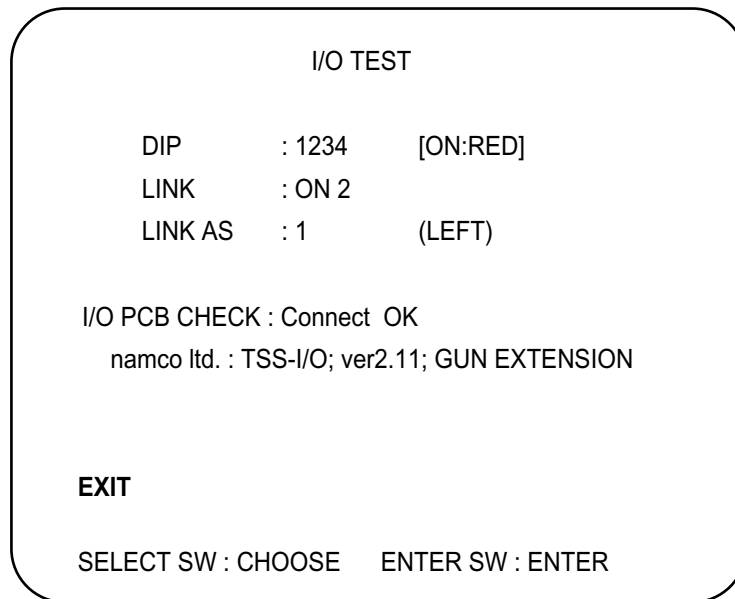 I/O TEST
DIP : 1234 [ON:RED]
LINK : ON 2
LINK AS : 1 (LEFT)
I/O PCB CHECK : Connect OK
namco ltd. : TSS-I/O; ver2.11; GUN EXTENSION
EXIT
SELECT SW : CHOOSE ENTER SW : ENTER